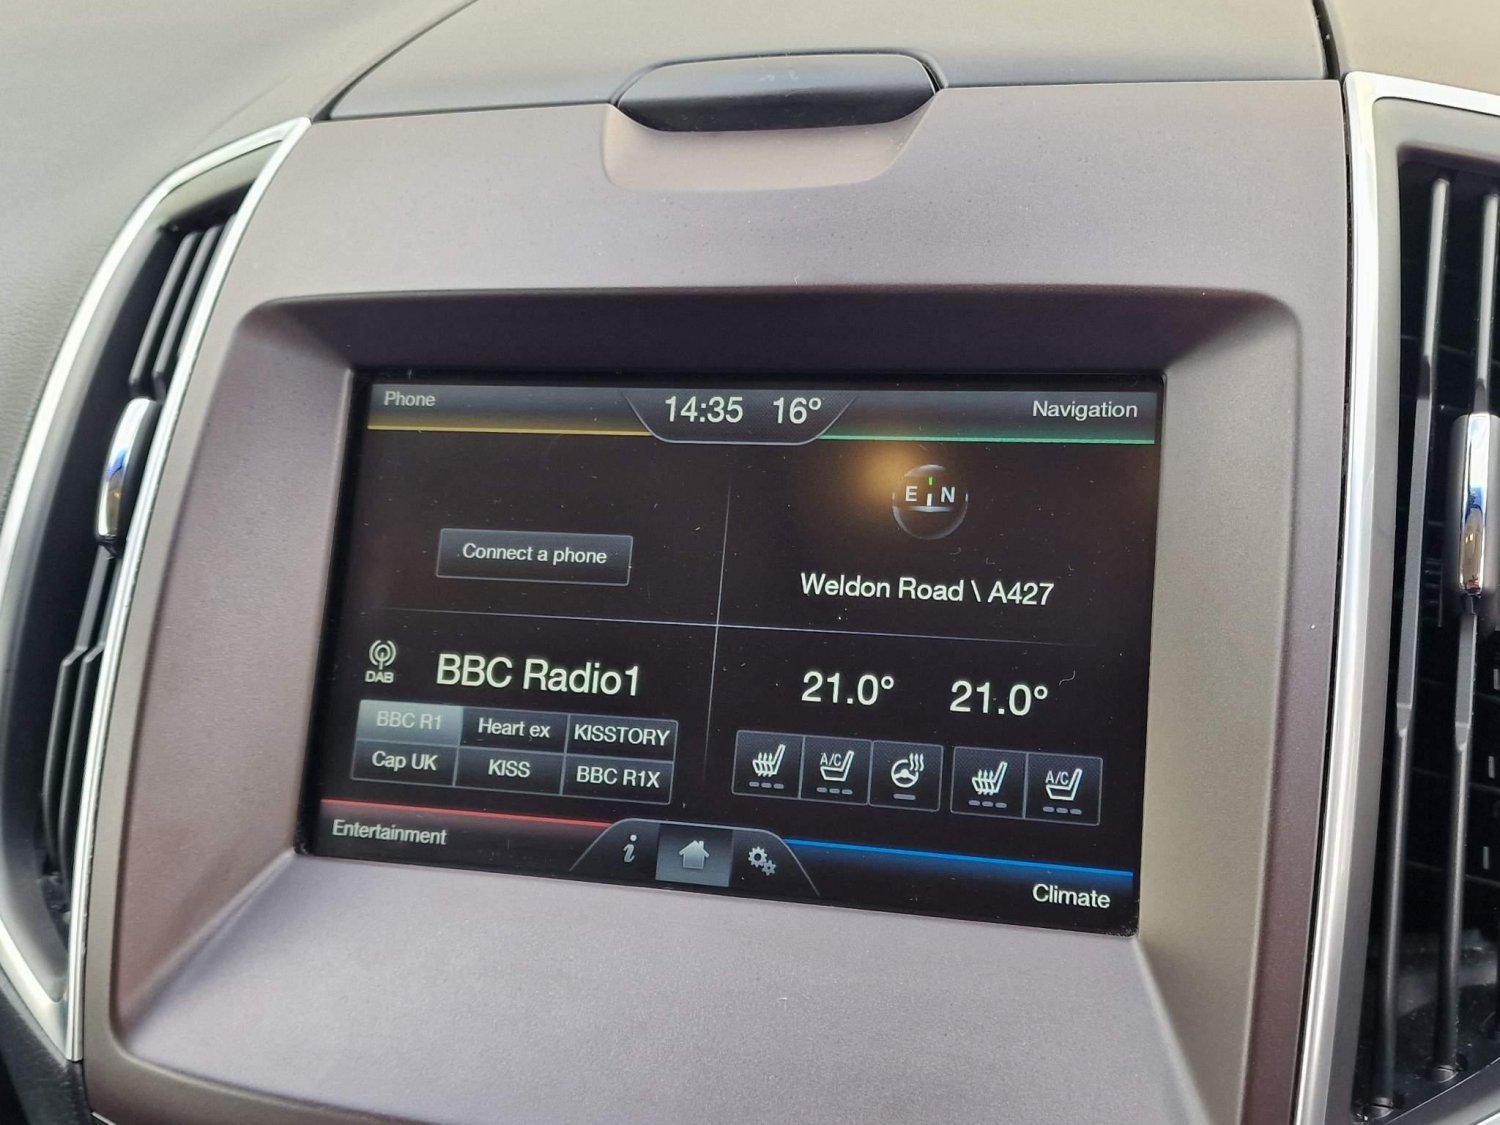 Phone
14:35 16°
Navigation
E N
Connect a phone
Weldon Road \ A427
DAB
BBC Radio1
21.0° 21.0°
BBC R1 Heart ex KISSTORY
Cap UK KISS BBC R1X
A/C
A/C
Entertainment
i
Climate